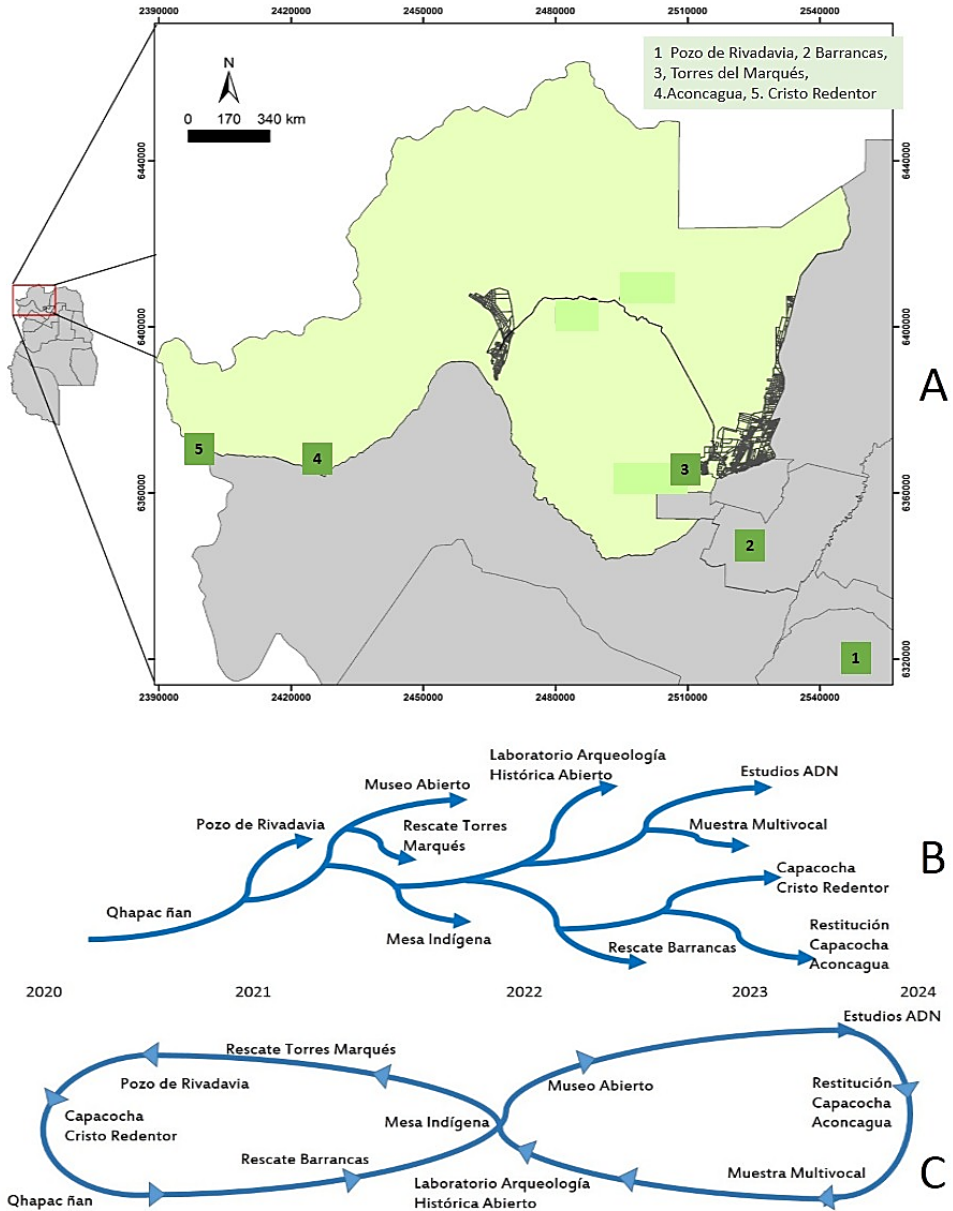 2390000 2420000 2450000 2480000 2510000 2540000
1 Pozo de Rivadavia, 2 Barrancas,
3, Torres del Marqués,
4.Aconcagua, 5. Cristo Redentor
N
0 170 340 km
6440000 6440000
6400000 6400000
A
5 4 3
6360000 6360000
2
1
6320000 6320000
2390000 2420000 2450000 2480000 2510000 2540000
Laboratorio Arqueología
Histórica Abierto
Estudios ADN
Museo Abierto
Pozo de Rivadavia
Rescate Torres
Marqués
Muestra Multivocal
B
Capacocha
Cristo Redentor
Qhapac ñan
Mesa Indígena
Rescate Barrancas
Restitución
Capacocha
Aconcagua
2020 2021 2022 2023 2024
Estudios ADN
Rescate Torres Marqués
Pozo de Rivadavia
Museo Abierto
Restitución
Capacocha
Aconcagua
Capacocha
Cristo Redentor
Mesa Indígena
Rescate Barrancas
Laboratorio Arqueología
Histórica Abierto
Muestra Multivocal
C
Qhapac ñan